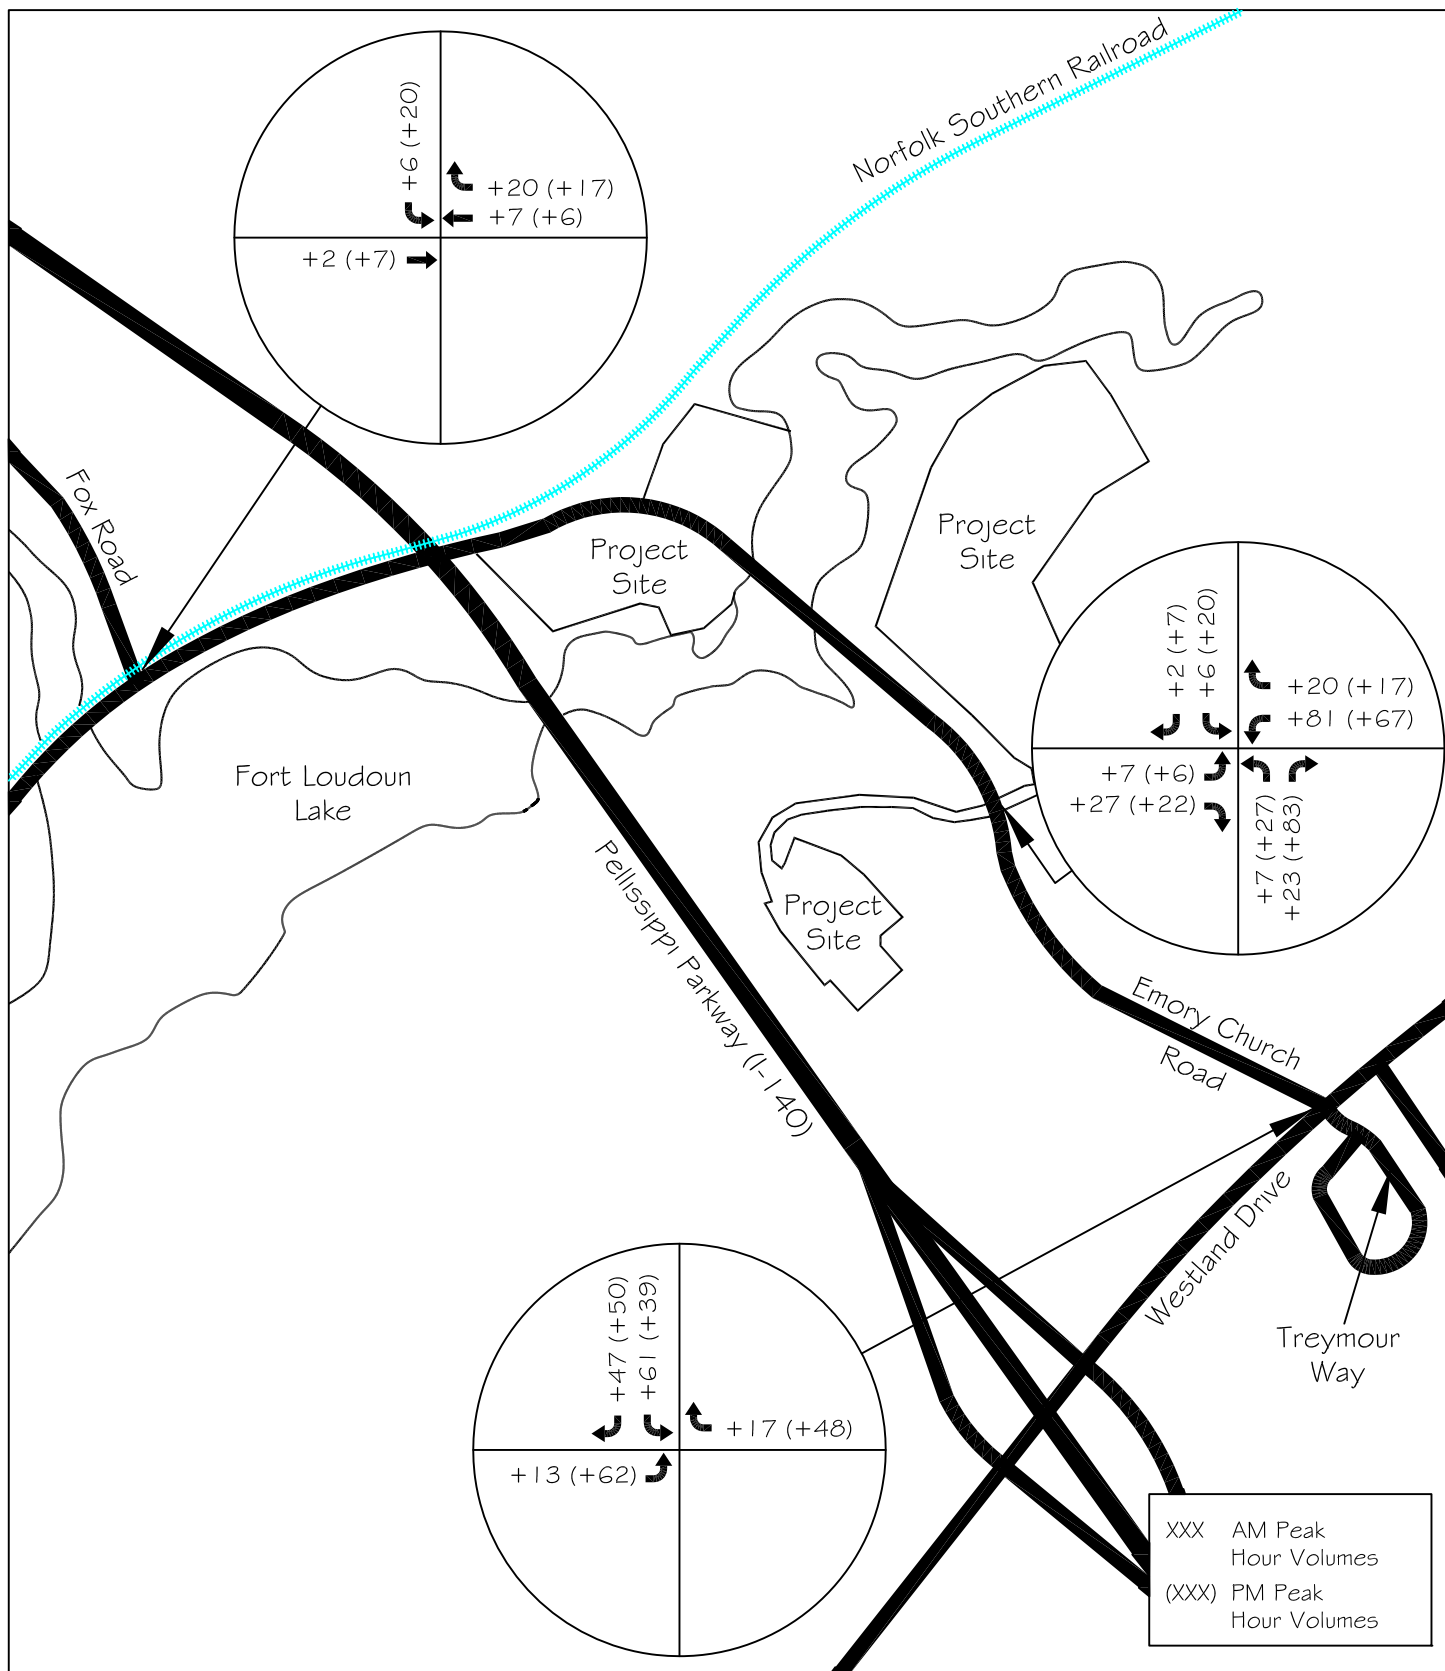 Norfolk Southern Railroad
+6 (+20)
+20 (+17)
+7 (+6)
+2 (+7)
Fox Road
Project
Site
Project
Site
+2 (+7)
+6 (+20)
+20 (+17)
+81 (+67)
+7 (+6)
+27 (+22)
+7 (+27)
+23 (+83)
Fort Loudoun
Lake
Pellissippi Parkway (I-140)
Project
Site
Emory Church
Road
Westland Drive
Treymour
Way
+47 (+50)
+61 (+39)
+17 (+48)
+13 (+62)
XXX AM Peak
Hour Volumes
(XXX) PM Peak
Hour Volumes